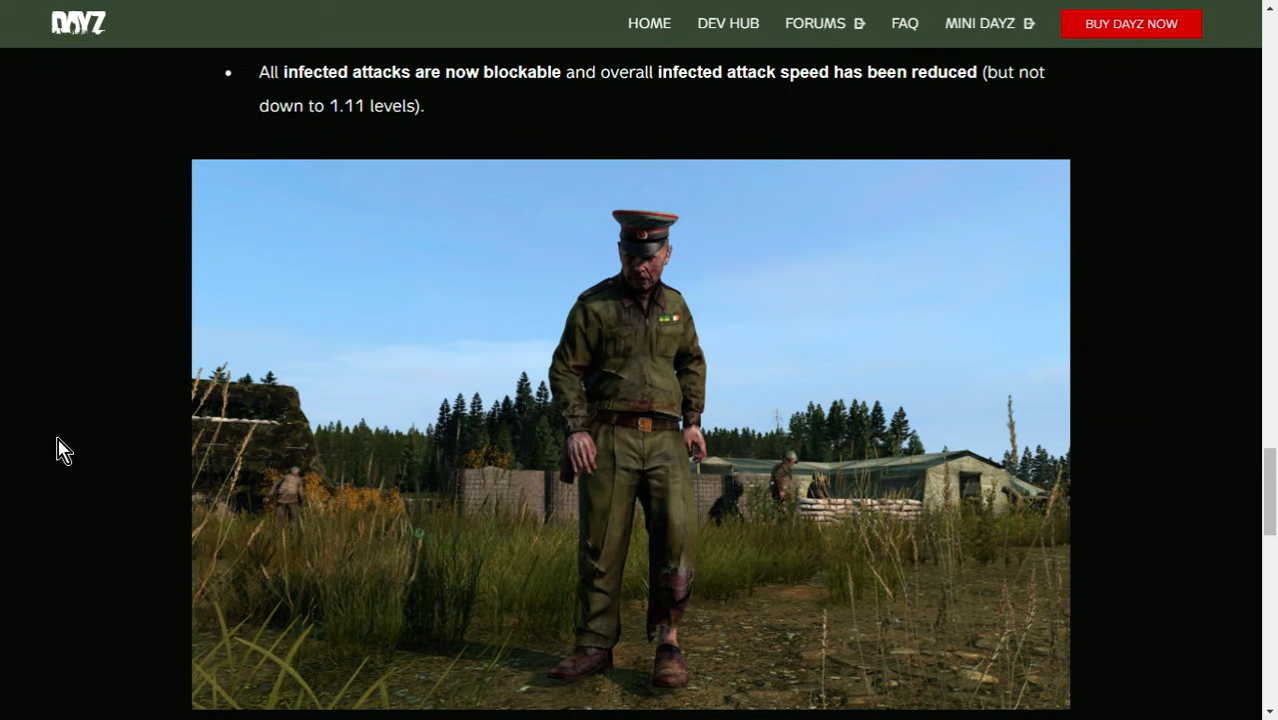 DAYZ
HOME DEV HUB FORUMS FAQ MINI DAYZ BUY DAYZ NOW
• All infected attacks are now blockable and overall infected attack speed has been reduced (but not
down to 1.11 levels).